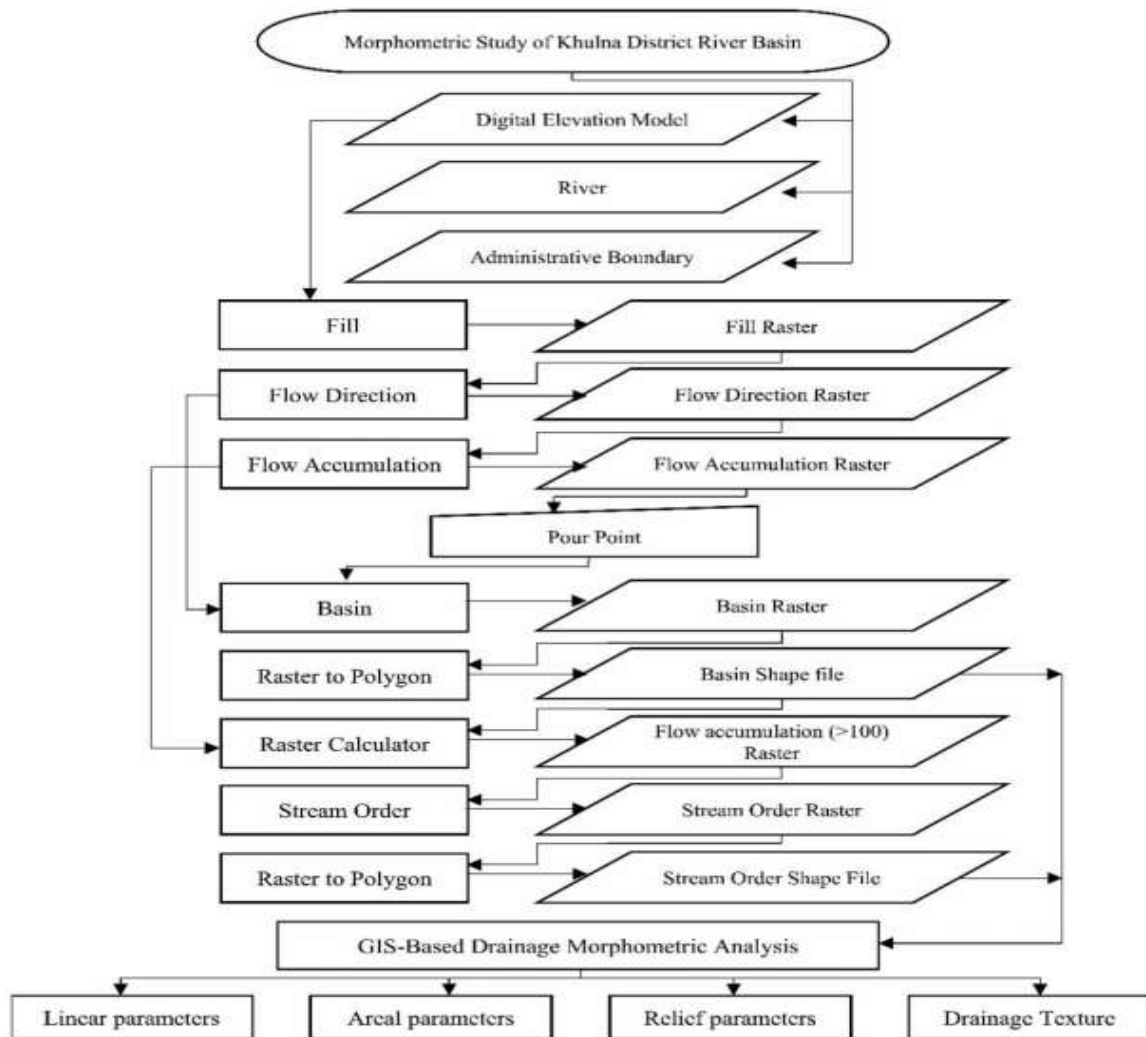 Morphometric Study of Khulna District River Basin
Digital Elevation Model
River
Administrative Boundary
Fill
Fill Raster
Flow Direction
Flow Direction Raster
Flow Accumulation
Flow Accumulation Raster
Pour Point
Basin
Basin Raster
Raster to Polygon
Basin Shape file
Raster Calculator
Flow accumulation (>100)
Raster
Stream Order
Stream Order Raster
Raster to Polygon
Stream Order Shape File
GIS-Based Drainage Morphometric Analysis
Linear parameters
Areal parameters
Relief parameters
Drainage Texture